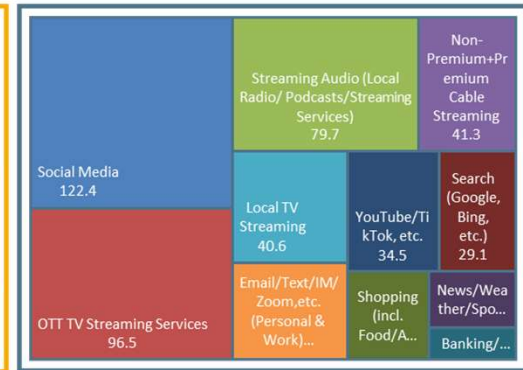 Social Media
122.4
OTT TV Streaming Services
96.5
Streaming Audio (Local
Radio/ Podcasts/Streaming
Services)
79.7
Non-
Premium+Pr
emium
Cable
Streaming
41.3
Local TV
Streaming
40.6
YouTube/Ti
kTok, etc.
34.5
Search
(Google,
Bing,
etc.)
29.1
Email/Text/IM/
Zoom,etc.
(Personal &
Work)...
Shopping
(incl.
Food/A...
News/Wea
ther/Spo...
Banking/...